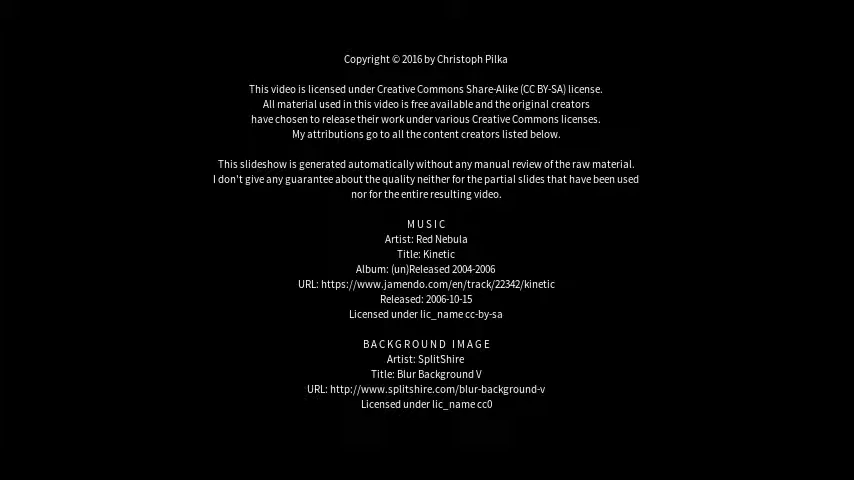 Copyright © 2016 by Christoph Pilka
This video is licensed under Creative Commons Share-Alike (CC BY-SA) license.
All material used in this video is free available and the original creators
have chosen to release their work under various Creative Commons licenses.
My attributions go to all the content creators listed below.
This slideshow is generated automatically without any manual review of the raw material.
I don't give any guarantee about the quality neither for the partial slides that have been used
nor for the entire resulting video.
MUSIC
Artist: Red Nebula
Title: Kinetic
Album: (un)Released 2004-2006
URL: https://www.jamendo.com/en/track/22342/kinetic
Released: 2006-10-15
Licensed under lic_name cc-by-sa
BACKGROUND IMAGE
Artist: SplitShire
Title: Blur Background V
URL: http://www.splitshire.com/blur-background-v
Licensed under lic_name cc0